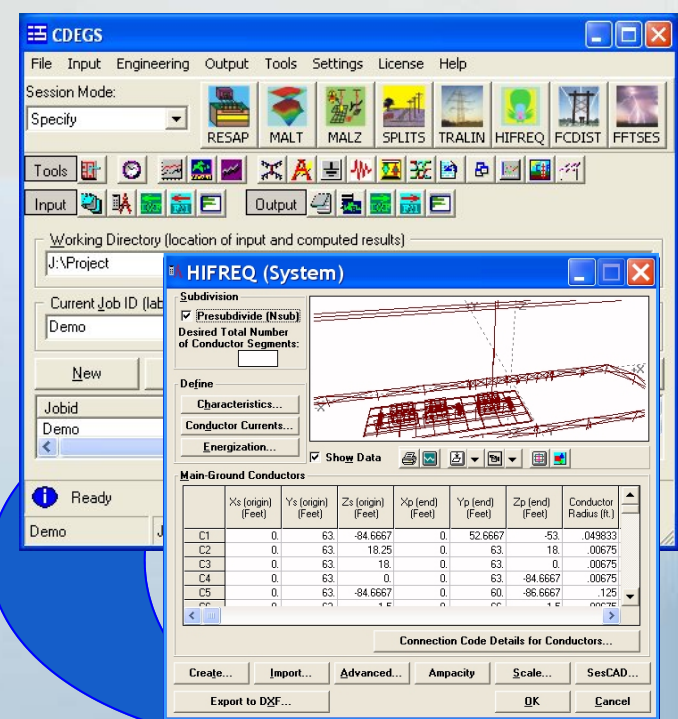 CDEGS
File Input Engineering Output Tools Settings License Help
Session Mode:
Specify
RESAP MALT MALZ SPLITS TRALIN HIFREQ FCDIST FFTSES
Tools
Input Output
Working Directory (location of input and computed results)
J:\Project
Current Job ID (lab
Demo
New
Jobid
Demo
Ready
Demo J
HIFREQ (System)
Subdivision
Presubdivide (Nsub)
Desired Total Number
of Conductor Segments:
Define
Characteristics...
Conductor Currents...
Energization...
Show Data
Main-Ground Conductors
Xs (origin) Ys (origin) Zs (origin) Xp (end) Yp (end) Zp (end) Conductor
(Feet) (Feet) (Feet) (Feet) (Feet) (Feet) Radius (ft.)
C1 0. 63. -84.6667 0. 52.6667 -53. .049833
C2 0. 63. 18.25 0. 63. 18. .00675
C3 0. 63. 18. 0. 63. 0. .00675
C4 0. 63. 0. 0. 63. -84.6667 .00675
C5 0. 63. -84.6667 0. 60. -86.6667 .125
Connection Code Details for Conductors...
Create... Import... Advanced... Ampacity Scale... SesCAD...
Export to DXF... OK Cancel